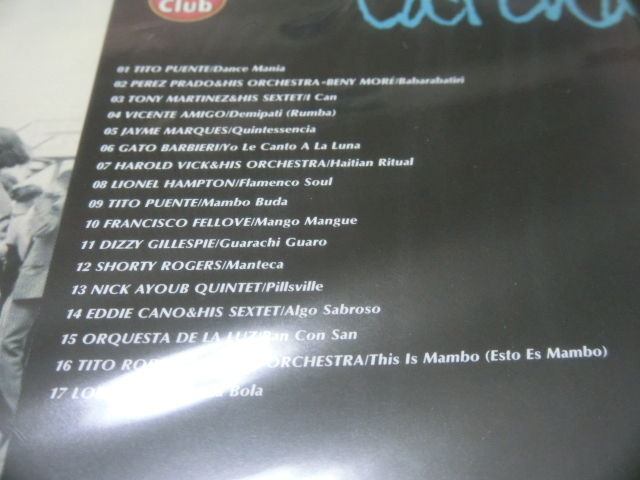 Club
01 TITO PUENTE/Dance Mania
02 PEREZ PRADO&HIS ORCHESTRA-BENY MORÉ/Babarabatiri
03 TONY MARTINEZ&HIS SEXTET/I Can
04 VICENTE AMIGO/Demipati (Rumba)
05 JAYME MARQUES/Quintessencia
06 GATO BARBIERI/Yo Le Canto A La Luna
07 HAROLD VICK&HIS ORCHESTRA/Haitian Ritual
08 LIONEL HAMPTON/Flamenco Soul
09 TITO PUENTE/Mambo Buda
10 FRANCISCO FELLOVE/Mango Mangue
11 DIZZY GILLESPIE/Guarachi Guaro
12 SHORTY ROGERS/Manteca
13 NICK AYOUB QUINTET/Pillsville
14 EDDIE CANO&HIS SEXTET/Algo Sabroso
15 ORQUESTA DE LA LUZ/Pan Con San
16 TITO ORCHESTRA/This Is Mambo (Esto Es Mambo)
17 Bola